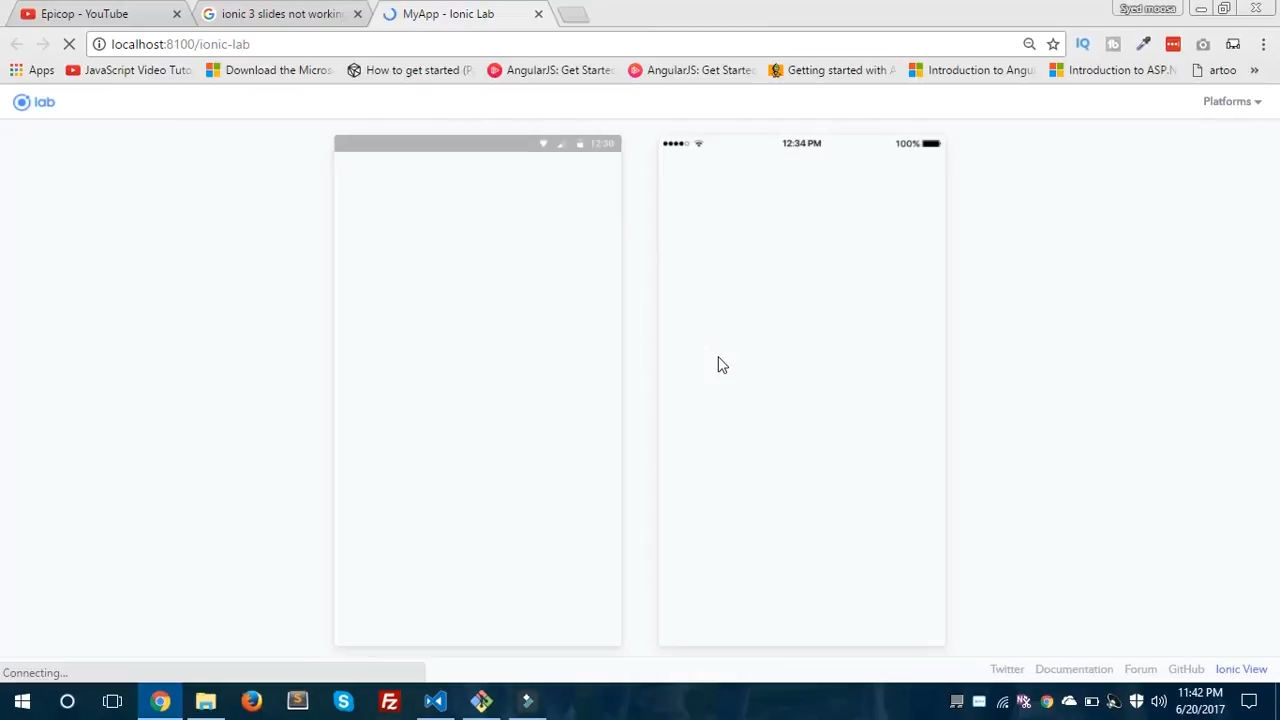 Epicop - YouTube
ionic 3 slides not workin
MyApp - Ionic Lab
Syed moosa
localhost:8100/ionic-lab
Apps
JavaScript Video Tuto
Download the Micros
How to get started (P
AngularJS: Get Starte
AngularJS: Get Starte
Getting started with A
Introduction to Angu
Introduction to ASP.N
artoo
»
lab
Platforms
12:30
12:34 PM
100%
Connecting...
Twitter
Documentation
Forum
GitHub
Ionic View
11:42 PM
6/20/2017